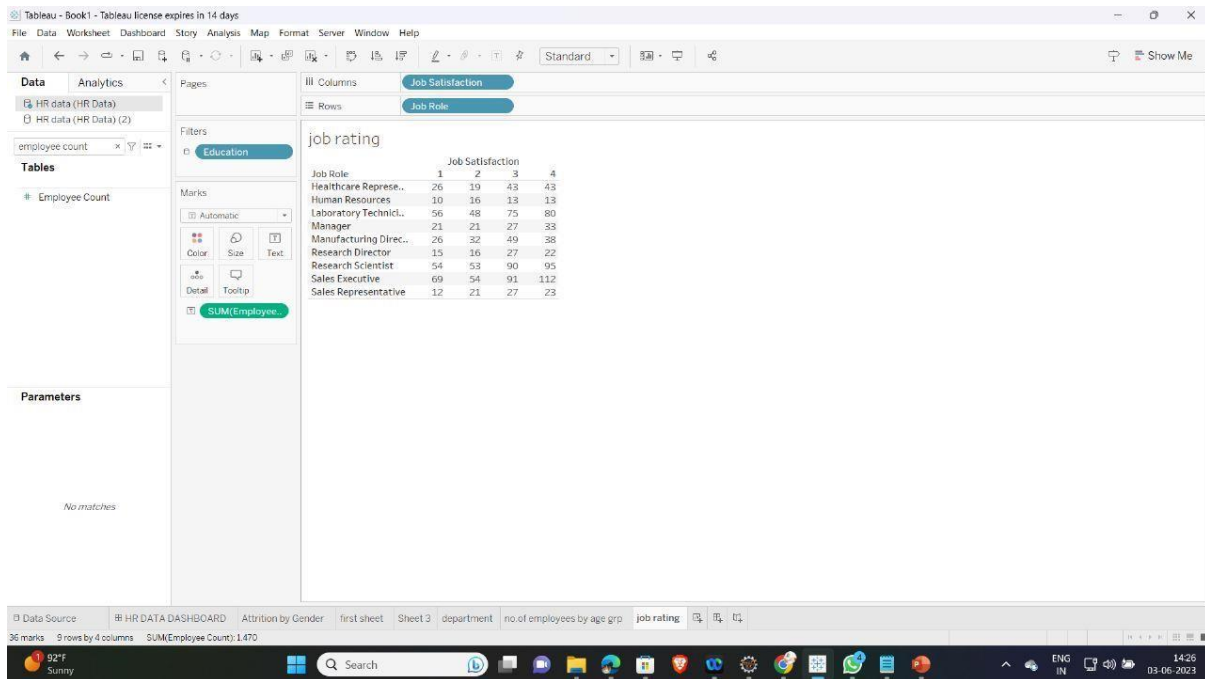 Tableau - Book1 - Tableau license expires in 14 days
File Data Worksheet Dashboard Story Analysis Map Format Server Window Help
Standard
Show Me
Data Analytics
Pages
Columns Job Satisfaction
HR data (HR Data)
Rows Job Role
HR data (HR Data) (2)
employee count
Filters
Education
Tables
# Employee Count
Marks
Automatic
Color Size Text
Detail Tooltip
SUM(Employee..
job rating
Job Satisfaction
Job Role 1 2 3 4
Healthcare Represe.. 26 19 43 43
Human Resources 10 16 13 13
Laboratory Technici.. 56 48 75 80
Manager 21 21 27 33
Manufacturing Direc.. 26 32 49 38
Research Director 15 16 27 22
Research Scientist 54 53 90 95
Sales Executive 69 54 91 112
Sales Representative 12 21 27 23
Parameters
No matches
Data Source HR DATA DASHBOARD Attrition by Gender first sheet Sheet 3 department no.of employees by age grp job rating
36 marks 9 rows by 4 columns SUM(Employee Count): 1,470
1
92°F
Sunny
Search
4
ENG
IN
14:26
03-06-2023